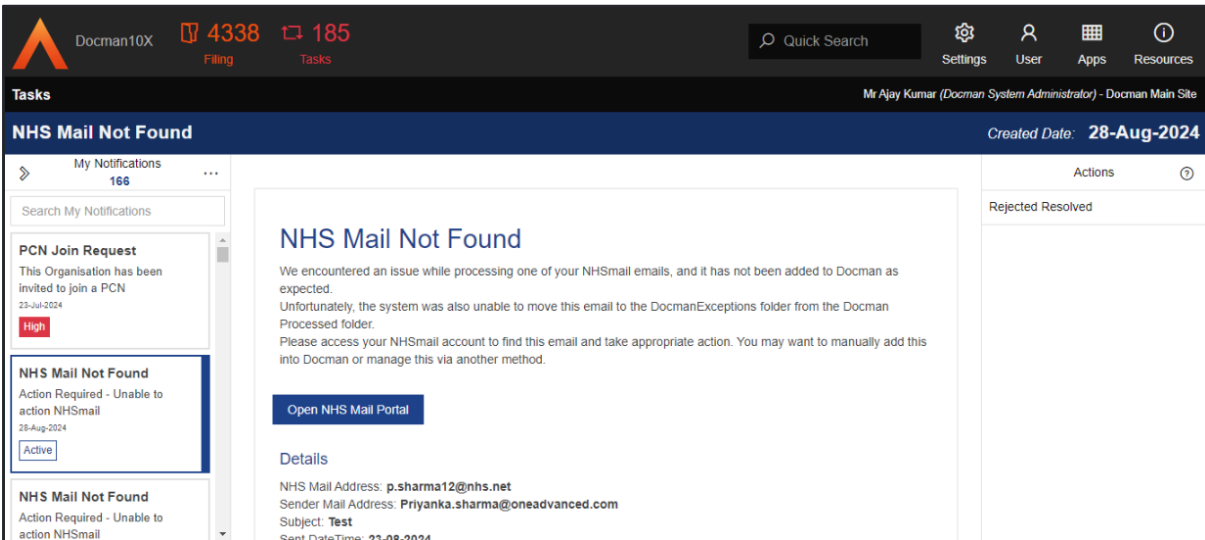 Docman10X
4338
Filing
185
Tasks
Quick Search
Settings
User
Apps
Resources
Tasks
Mr Ajay Kumar (Docman System Administrator) - Docman Main Site
NHS Mail Not Found
Created Date: 28-Aug-2024
My Notifications
166
...
Search My Notifications
PCN Join Request
This Organisation has been
invited to join a PCN
23-Jul-2024
High
NHS Mail Not Found
Action Required - Unable to
action NHSmail
28-Aug-2024
Active
NHS Mail Not Found
Action Required - Unable to
action NHSmail
NHS Mail Not Found
We encountered an issue while processing one of your NHSmail emails, and it has not been added to Docman as
expected.
Unfortunately, the system was also unable to move this email to the DocmanExceptions folder from the Docman
Processed folder.
Please access your NHSmail account to find this email and take appropriate action. You may want to manually add this
into Docman or manage this via another method.
Open NHS Mail Portal
Details
NHS Mail Address: p.sharma12@nhs.net
Sender Mail Address: Priyanka.sharma@oneadvanced.com
Subject: Test
Sent DateTime: 23-08-2024
Actions
Rejected Resolved